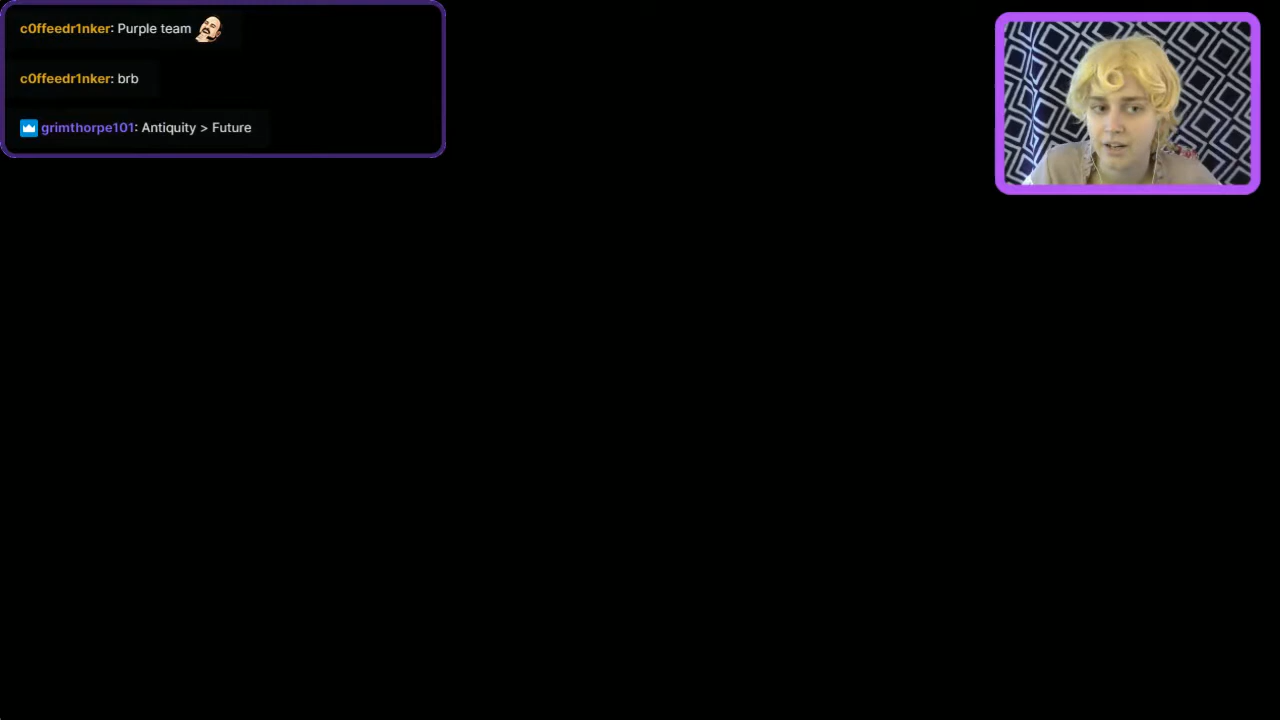 c0ffeedr1nker: Purple team
c0ffeedr1nker: brb
grimthorpe101: Antiquity > Future